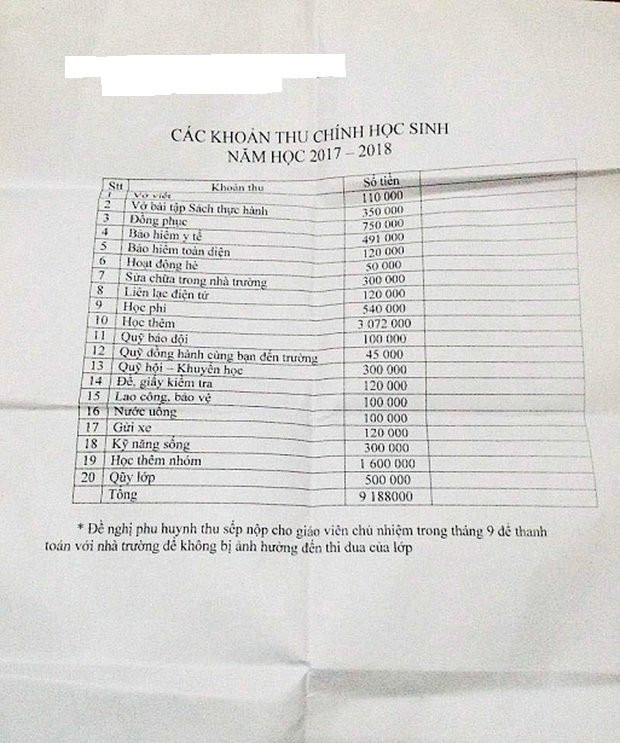 CÁC KHOẢN THU CHÍNH HỌC SINH
NĂM HỌC 2017 – 2018
Stt Khoản thu Số tiền
1 Vở viết 110 000
2 Vở bài tập Sách thực hành 350 000
3 Đồng phục 750 000
4 Bảo hiểm y tế 491 000
5 Bảo hiểm toàn diện 120 000
6 Hoạt động hè 50 000
7 Sửa chữa trong nhà trường 300 000
8 Liên lạc điện tử 120 000
9 Học phí 540 000
10 Học thêm 3 072 000
11 Quỹ bảo đội 100 000
12 Quỹ đồng hành cùng bạn đến trường 45 000
13 Quỹ hội – Khuyến học 300 000
14 Đề, giấy kiểm tra 120 000
15 Lao công, bảo vệ 100 000
16 Nước uống 100 000
17 Gửi xe 120 000
18 Kỹ năng sống 300 000
19 Học thêm nhóm 1 600 000
20 Qũy lớp 500 000
Tổng 9 188000
* Đề nghị phu huynh thu sếp nộp cho giáo viên chủ nhiệm trong tháng 9 để thanh
toán với nhà trường để không bị ảnh hưởng đến thi đua của lớp